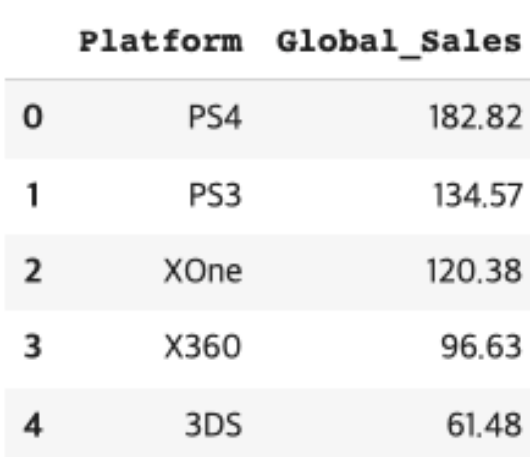 Platform Global_Sales
0 PS4 182.82
1 PS3 134.57
2 XOne 120.38
3 X360 96.63
4 3DS 61.48